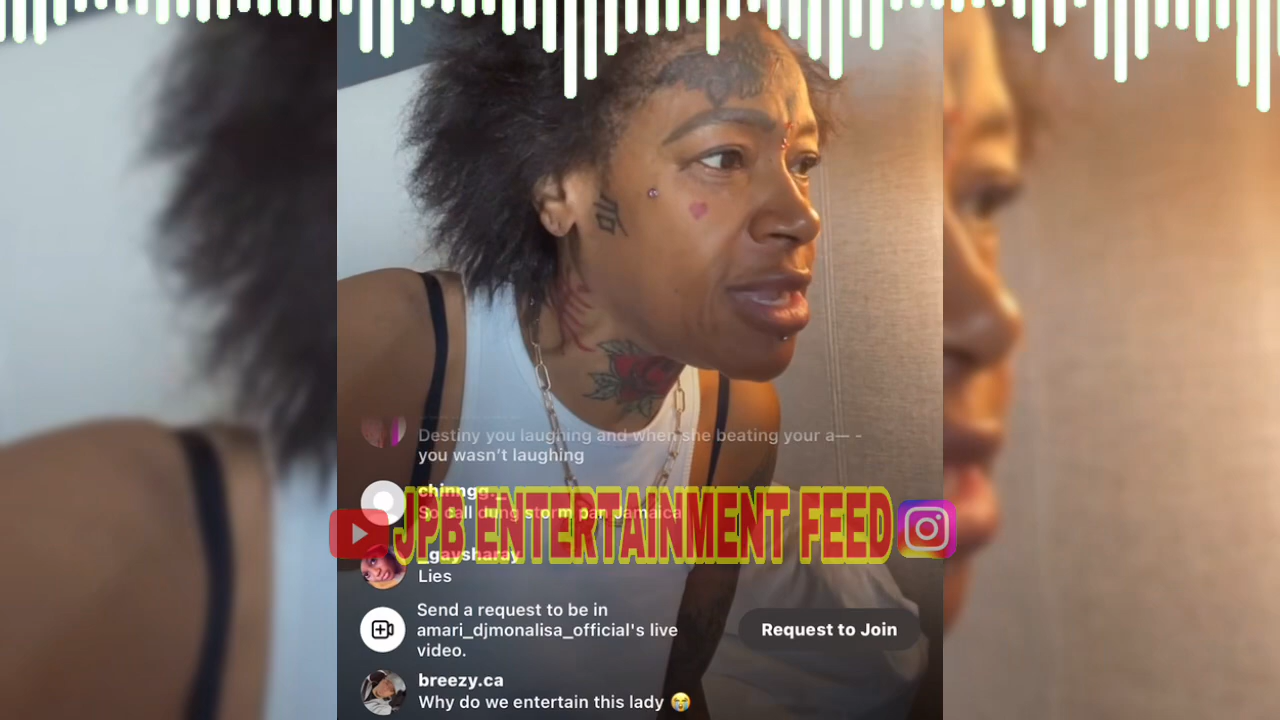 Destiny you laughing and when she beating your a— -
you wasn't laughing
chinngg._
So call dung storm pan Jamaica
JPB ENTERTAINMENT FEED
_gaysharay
Lies
Send a request to be in
amari_djmonalisa_official's live
video.
Request to Join
breezy.ca
Why do we entertain this lady 😭